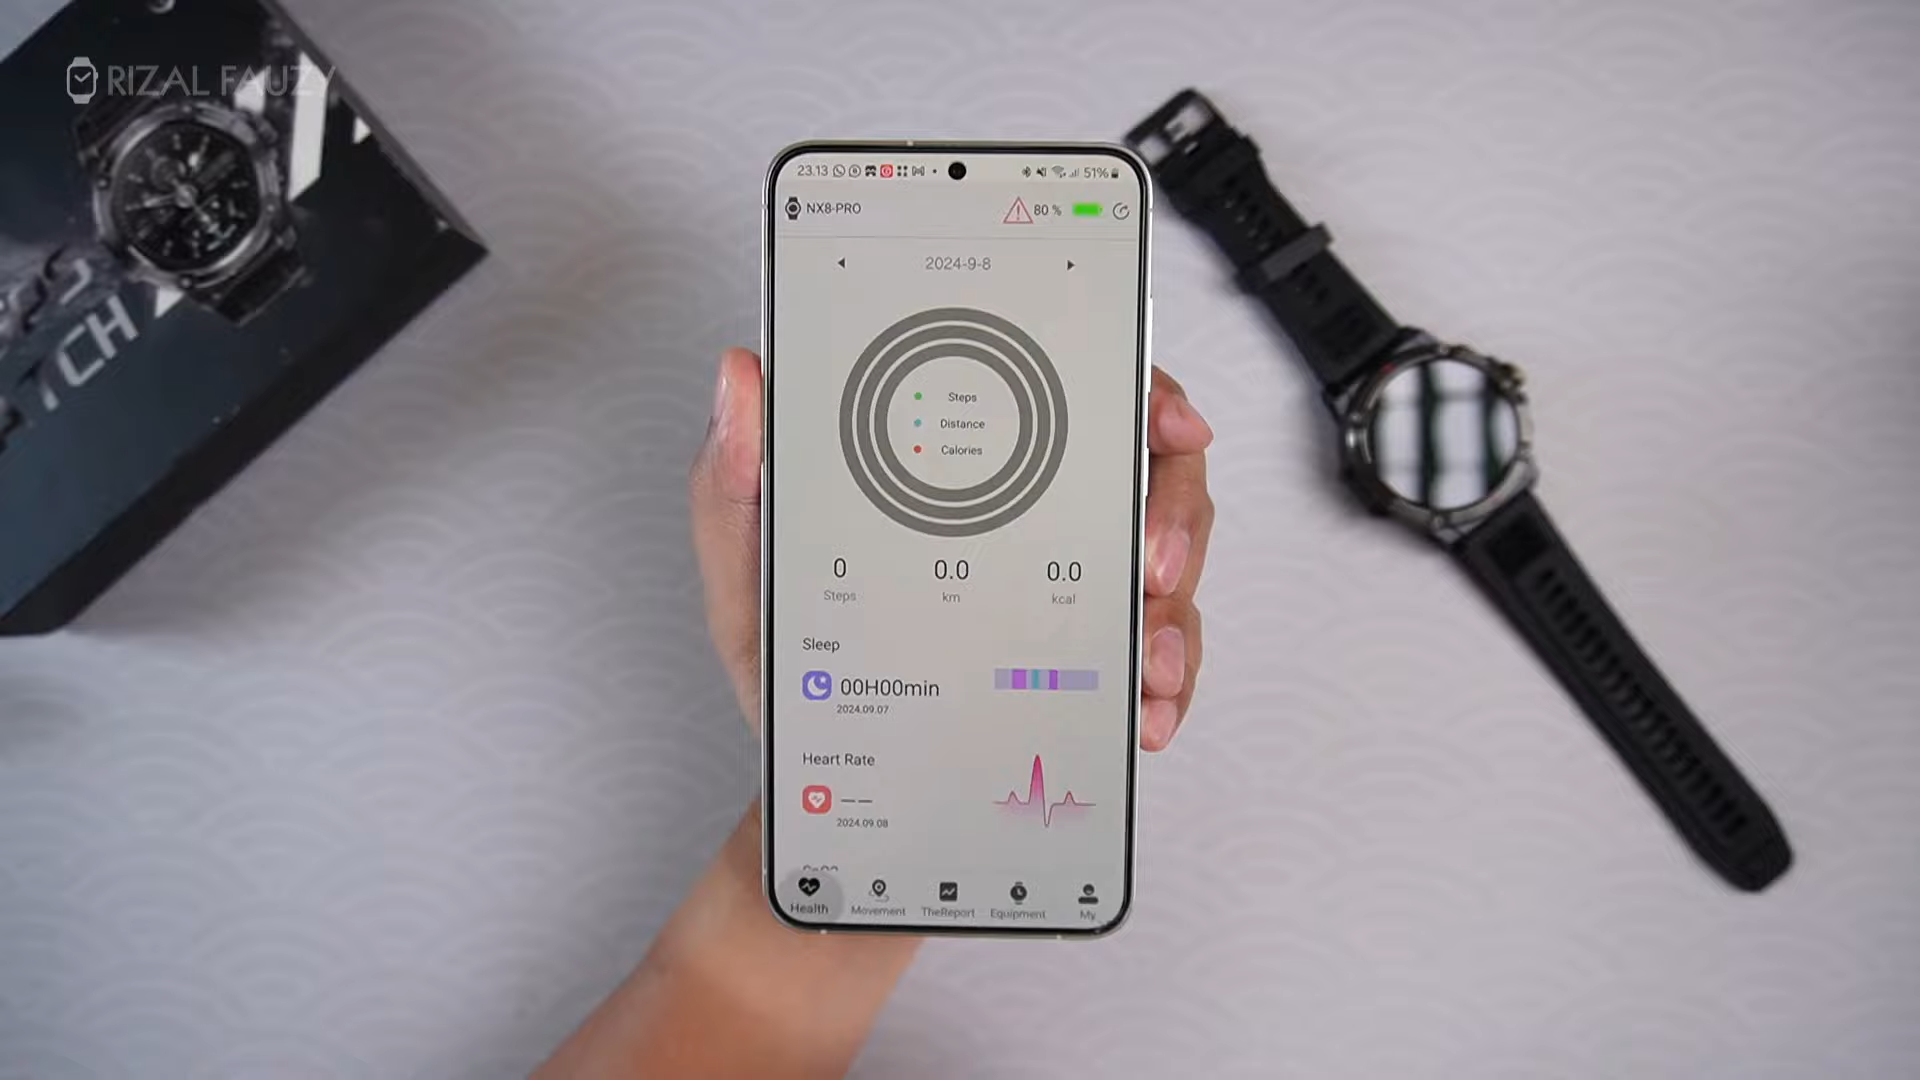 RIZAL FAUZY
TCH
23.13
51%
NX8-PRO
80 %
2024-9-8
Steps
Distance
Calories
0
0.0
0.0
Steps
km
kcal
Sleep
00H00min
2024.09.07
Heart Rate
— —
2024.09.08
Health
Movement
TheReport
Equipment
My